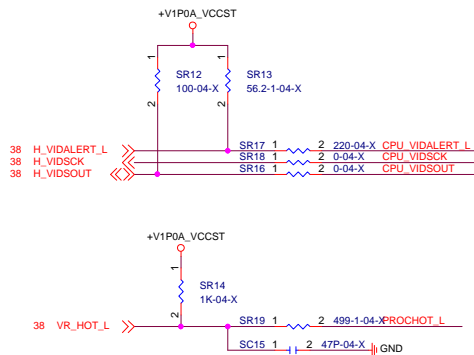 +V1P0A_VCCST
1 1
SR12 SR13
100-04-X 56.2-1-04-X
2 2
38 H_VIDALERT_L SR17 1 2 220-04-X CPU_VIDALERT_L
38 H_VIDSCK SR18 1 2 0-04-X CPU_VIDSCK
38 H_VIDSOUT SR16 1 2 0-04-X CPU_VIDSOUT
+V1P0A_VCCST
1
SR14
1K-04-X
2
38 VR_HOT_L SR19 1 2 499-1-04-X PROCHOT_L
SC15 1 2 47P-04-X GND